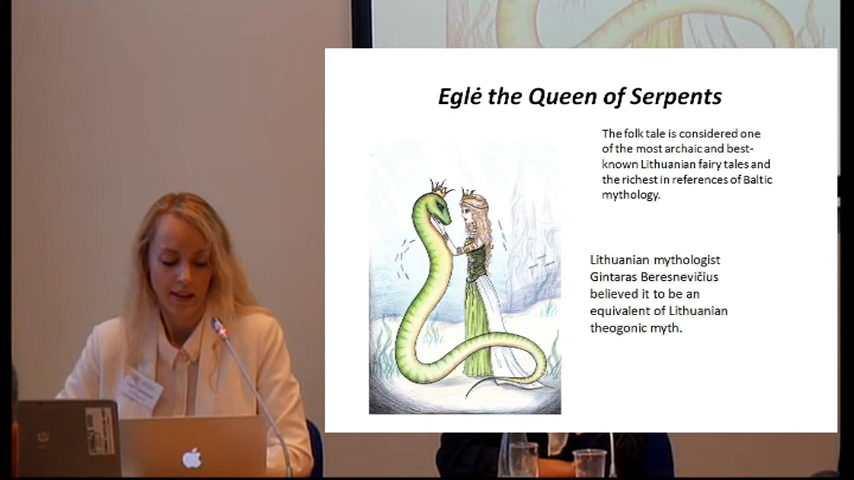 Eglė the Queen of Serpents
The folk tale is considered one
of the most archaic and best-
known Lithuanian fairy tales and
the richest in references of Baltic
mythology.
Lithuanian mythologist
Gintaras Beresnevičius
believed it to be an
equivalent of Lithuanian
theogonic myth.
hp